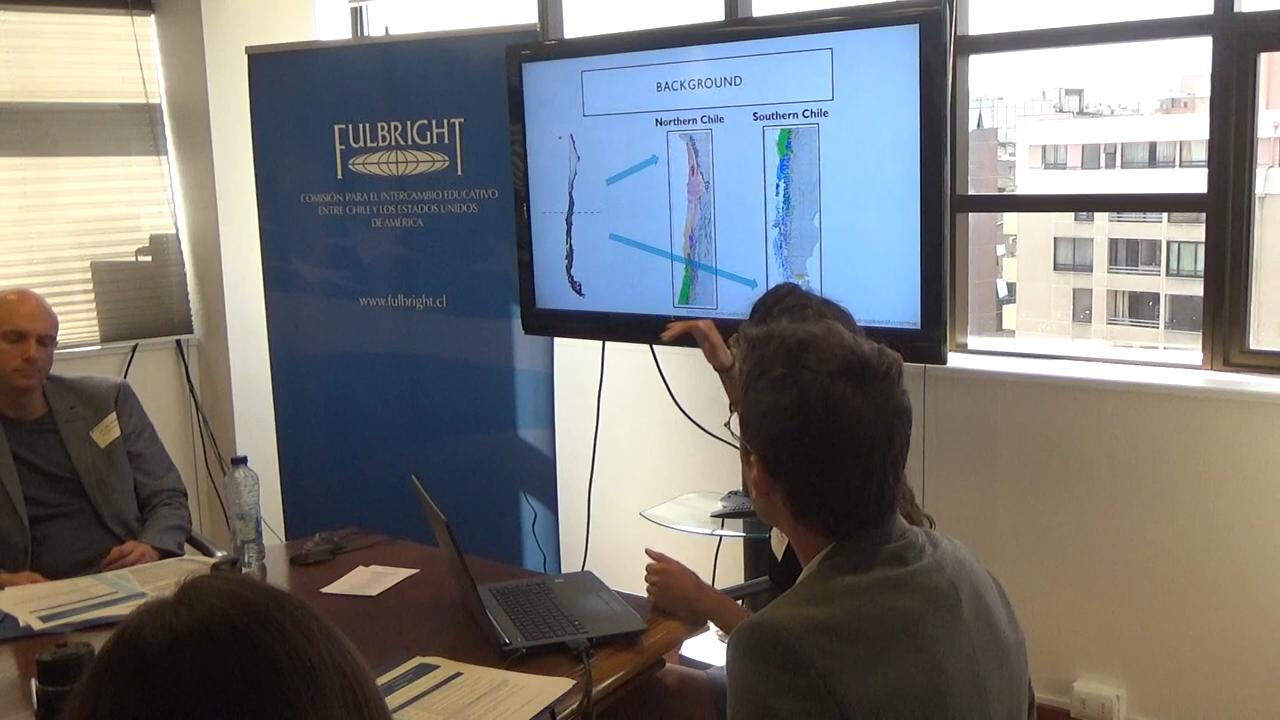 FULBRIGHT
COMISIÓN PARA EL INTERCAMBIO EDUCATIVO
ENTRE CHILE Y LOS ESTADOS UNIDOS
DE AMÉRICA
www.fulbright.cl
BACKGROUND
Northern Chile
Southern Chile